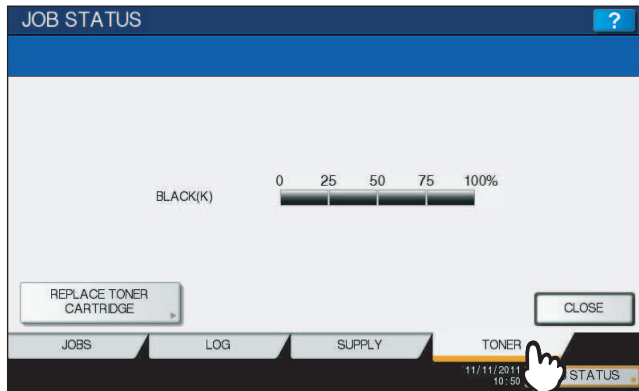 JOB STATUS
?
0 25 50 75 100%
BLACK(K)
REPLACE TONER
CARTRIDGE
CLOSE
JOBS LOG SUPPLY TONER
11/11/2011
10:50
STATUS